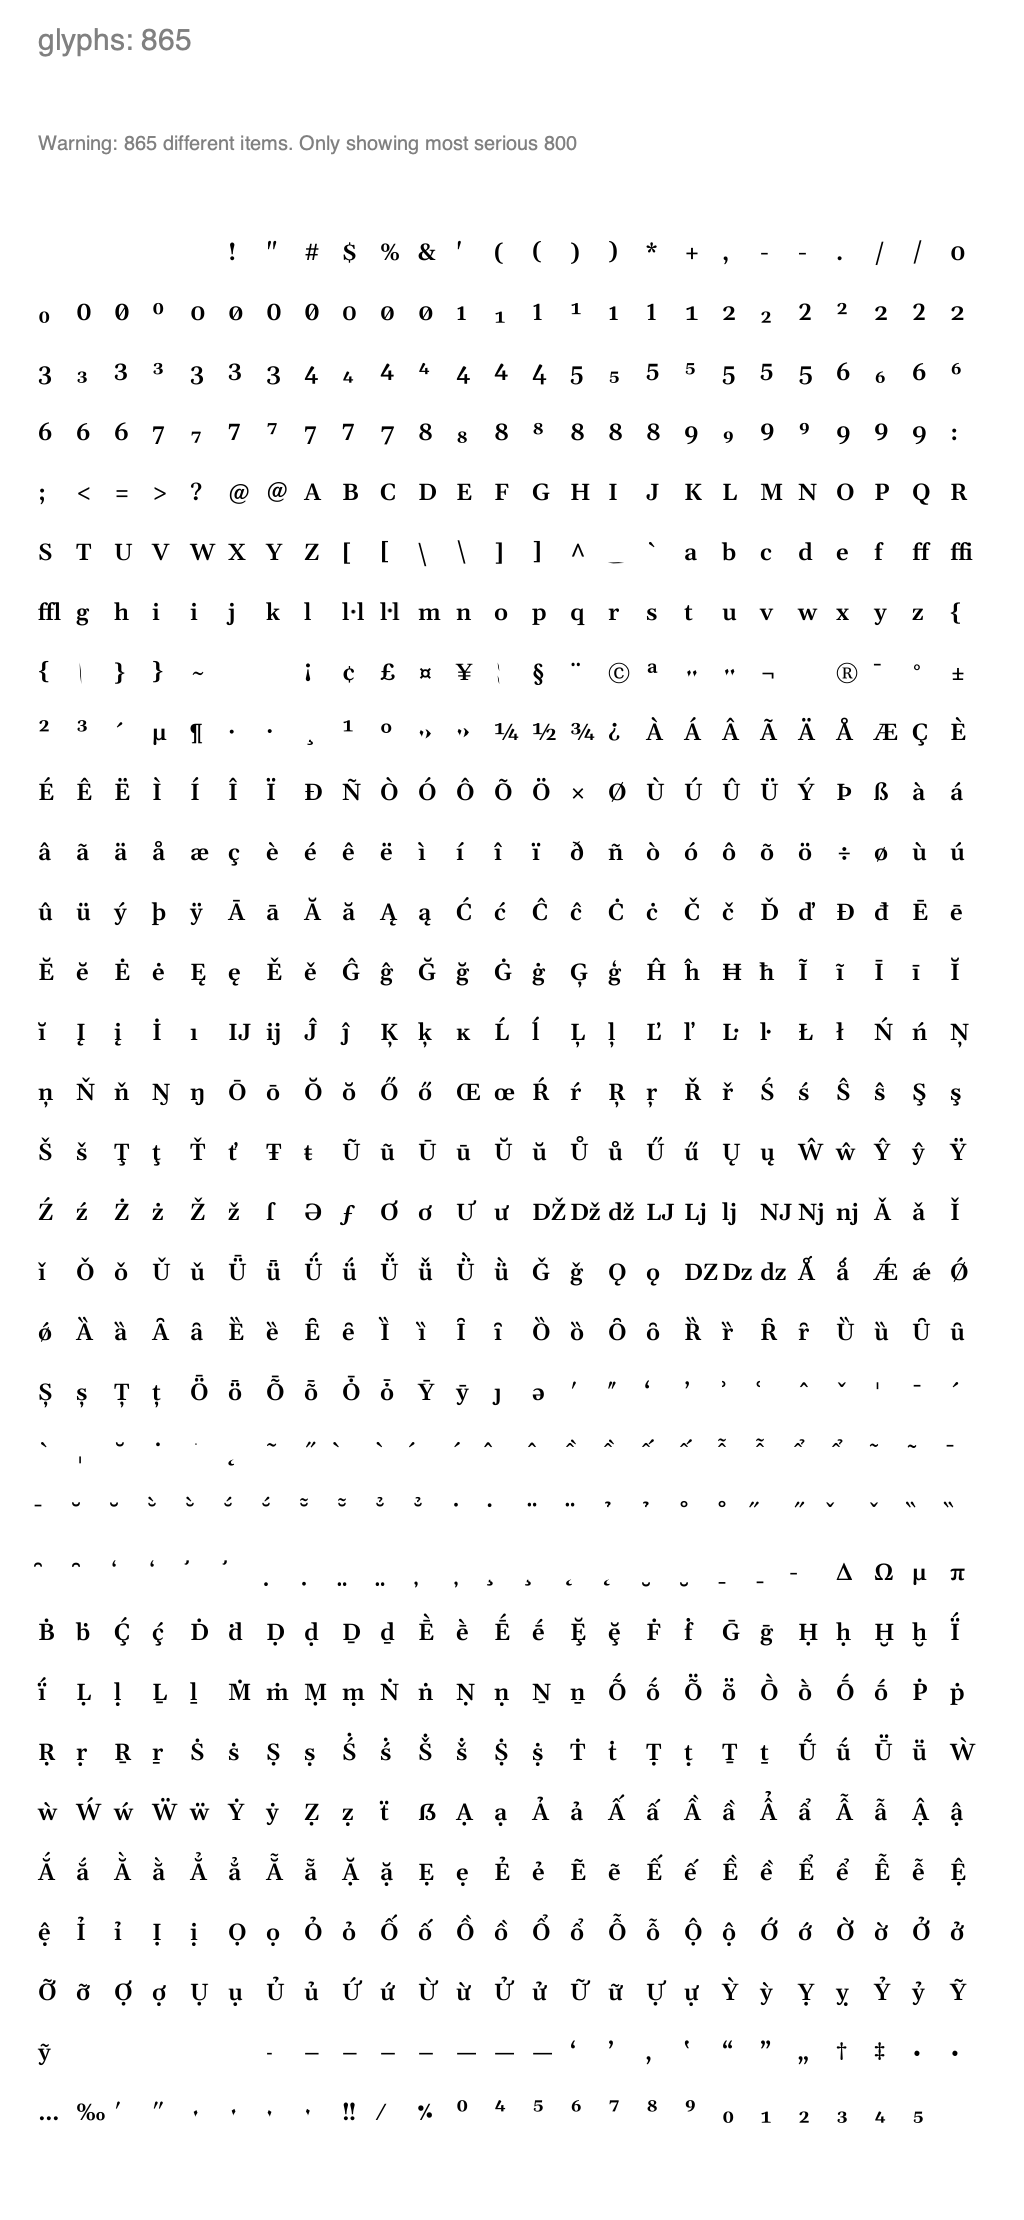 glyphs: 865
Warning: 865 different items. Only showing most serious 800
! " # $ % & ' ( ( ) ) * + , - - . / / 0
₀ 0 0 ⁰ 0 0 0 0 0 0 0 1 ₁ 1 ¹ 1 1 1 2 ₂ 2 ² 2 2 2
3 ₃ 3 ³ 3 3 3 4 ₄ 4 ⁴ 4 4 4 5 ₅ 5 ⁵ 5 5 5 6 ₆ 6 ⁶
6 6 6 7 ₇ 7 ⁷ 7 7 7 8 ₈ 8 ⁸ 8 8 8 9 ₉ 9 ⁹ 9 9 9 :
; < = > ? @ @ A B C D E F G H I J K L M N O P Q R
S T U V W X Y Z [ [ \ \ ] ] ^ _ ` a b c d e f ff ffi
ffl g h i i j k l l·l l·l m n o p q r s t u v w x y z {
{ | } } ~ ¡ ¢ £ ¤ ¥ ¦ § ¨ © ª « « ¬ ® ¯ ° ±
² ³ ´ µ ¶ · · ¸ ¹ º » » ¼ ½ ¾ ¿ À Á Â Ã Ä Å Æ Ç È
É Ê Ë Ì Í Î Ï Ð Ñ Ò Ó Ô Õ Ö × Ø Ù Ú Û Ü Ý Þ ß à á
â ã ä å æ ç è é ê ë ì í î ï ð ñ ò ó ô õ ö ÷ ø ù ú
û ü ý þ ÿ Ā ā Ă ă Ą ą Ć ć Ĉ ĉ Ċ ċ Č č Ď ď Đ đ Ē ē
Ĕ ĕ Ė ė Ę ę Ě ě Ĝ ĝ Ğ ğ Ġ ġ Ģ ģ Ĥ ĥ Ħ ħ Ĩ ĩ Ī ī Ĭ
ĭ Į į İ ı IJ ij Ĵ ĵ Ķ ķ ĸ Ĺ ĺ Ļ ļ Ľ ľ Ŀ ŀ Ł ł Ń ń Ņ
ņ Ň ň Ŋ ŋ Ō ō Ŏ ŏ Ő ő Œ œ Ŕ ŕ Ŗ ŗ Ř ř Ś ś Ŝ ŝ Ş ş
Š š Ţ ţ Ť ť Ŧ ŧ Ũ ũ Ū ū Ŭ ŭ Ů ů Ű ű Ų ų Ŵ ŵ Ŷ ŷ Ÿ
Ź ź Ż ż Ž ž ſ Ə ƒ Ơ ơ Ư ư DŽ Dž dž LJ Lj lj NJ Nj nj Ǎ ǎ Ǐ
ǐ Ǒ ǒ Ǔ ǔ Ǖ ǖ Ǘ ǘ Ǚ ǚ Ǜ ǜ Ǧ ǧ Ǫ ǫ DZ Dz dz Ǻ ǻ Ǽ ǽ Ǿ
ǿ Ȁ ȁ Ȃ ȃ Ȅ ȅ Ȇ ȇ Ȉ ȉ Ȋ ȋ Ȍ ȍ Ȏ ȏ Ȑ ȑ Ȓ ȓ Ȕ ȕ Ȗ ȗ
Ș ș Ț ț Ȫ ȫ Ȭ ȭ Ȱ ȱ Ȳ ȳ ȷ ə ʹ ʺ ʻ ʼ ʾ ʿ ˆ ˇ ˈ ˉ ˊ
ˋ ˌ ˘ ˙ ˛ ˜ ˝
- Δ Ω μ π
Ḃ ḃ Ḉ ḉ Ḋ ḋ Ḍ ḍ Ḏ ḏ Ḕ ḕ Ḗ ḗ Ḝ ḝ Ḟ ḟ Ḡ ḡ Ḥ ḥ Ḫ ḫ Ḯ
ḯ Ḷ ḷ Ḻ ḻ Ṁ ṁ Ṃ ṃ Ṅ ṅ Ṇ ṇ Ṉ ṉ Ṍ ṍ Ṏ ṏ Ṑ ṑ Ṓ ṓ Ṗ ṗ
Ṛ ṛ Ṟ ṟ Ṡ ṡ Ṣ ṣ Ṥ ṥ Ṧ ṧ Ṩ ṩ Ṫ ṫ Ṭ ṭ Ṯ ṯ Ṹ ṹ Ṻ ṻ Ẁ
ẁ Ẃ ẃ Ẅ ẅ Ẏ ẏ Ẓ ẓ ẗ ẞ Ạ ạ Ả ả Ấ ấ Ầ ầ Ẩ ẩ Ẫ ẫ Ậ ậ
Ắ ắ Ằ ằ Ẳ ẳ Ẵ ẵ Ặ ặ Ẹ ẹ Ẻ ẻ Ẽ ẽ Ế ế Ề ề Ể ể Ễ ễ Ệ
ệ Ỉ ỉ Ị ị Ọ ọ Ỏ ỏ Ố ố Ồ ồ Ổ ổ Ỗ ỗ Ộ ộ Ớ ớ Ờ ờ Ở ở
Ỡ ỡ Ợ ợ Ụ ụ Ủ ủ Ứ ứ Ừ ừ Ử ử Ữ ữ Ự ự Ỳ ỳ Ỵ ỵ Ỷ ỷ Ỹ
ỹ ‐ – – – – — — — ‘ ’ ‚ ‛ “ ” „ † ‡ • •
… ‰ ′ ″ ‹ ‹ › › ‼ ⁄ ⁒ ⁰ ⁴ ⁵ ⁶ ⁷ ⁸ ⁹ ₀ ₁ ₂ ₃ ₄ ₅